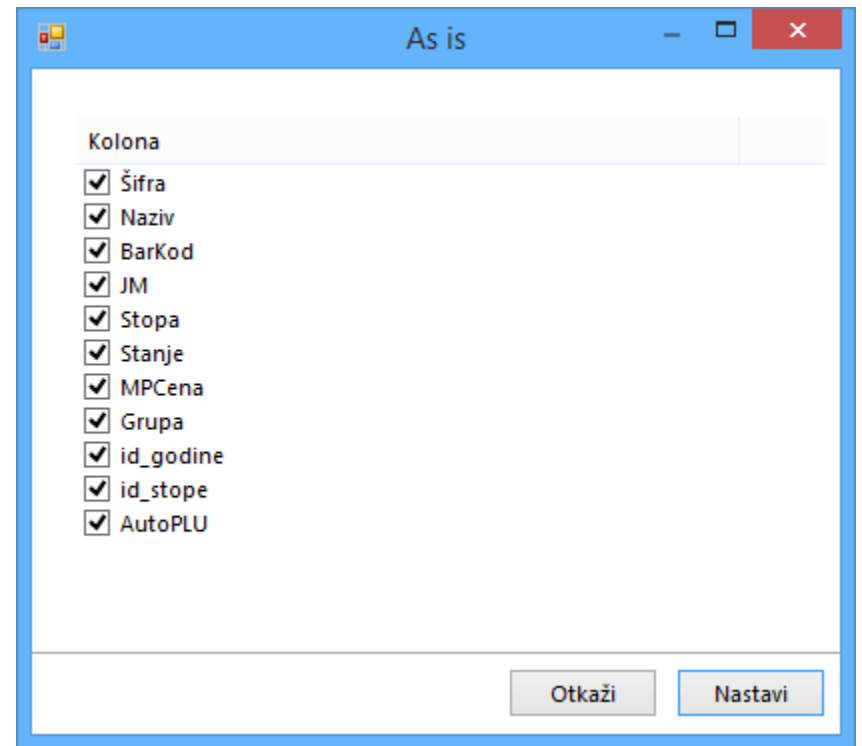 As is
Kolona
Šifra
Naziv
BarKod
JM
Stopa
Stanje
MPCena
Grupa
id_godine
id_stope
AutoPLU
Otkaži Nastavi